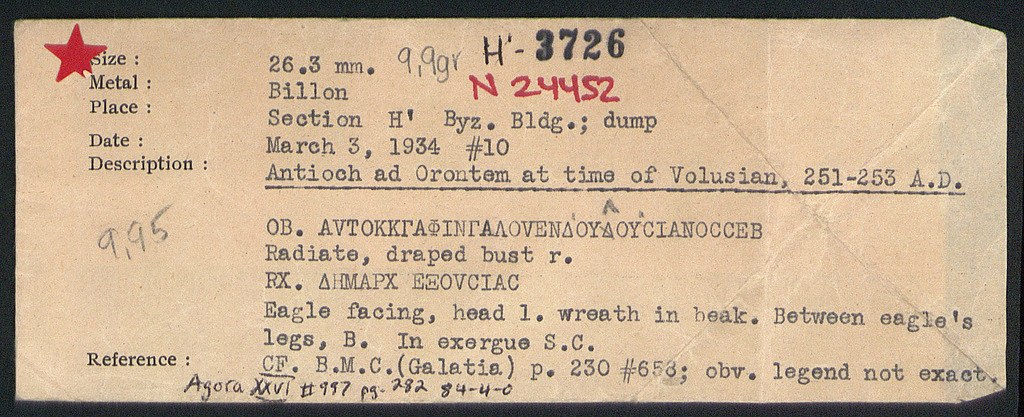 H'-3726
Size : 26.3 mm. 9,9gr
N 24452
Metal : Billon
Place : Section H' Byz. Bldg.; dump
Date : March 3, 1934 #10
Description : Antioch ad Orontem at time of Volusian, 251-253 A.D.
9,95
Λ
OB. AVTOKKΓAΦINΓAΛOVENΔOYΛOYCIANOCCEB
Radiate, draped bust r.
RX. ΔHMAPX EΞOVCIAC
Eagle facing, head l. wreath in beak. Between eagle's
legs, B. In exergue S.C.
Reference : CF. B.M.C.(Galatia) p. 230 #658; obv. legend not exact.
Agora XXVI #997 pg. 282 84-4-0